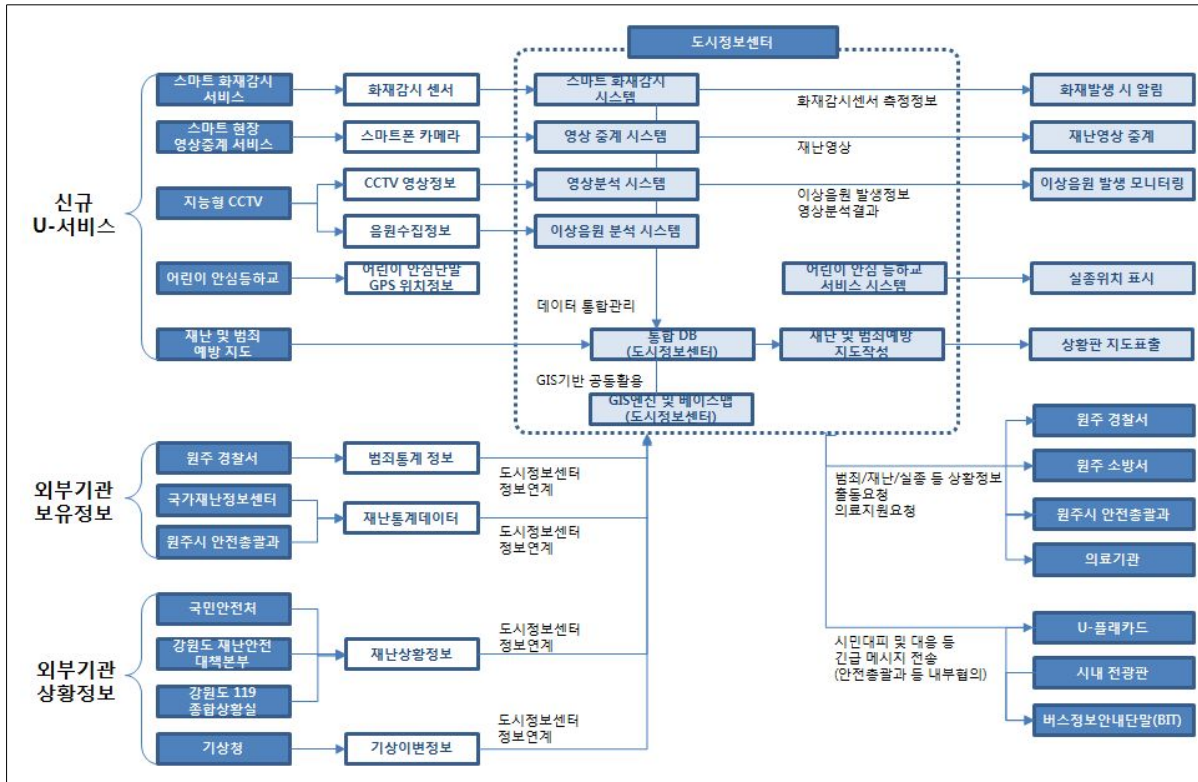 도시정보센터
신규
U-서비스
스마트 화재감시
서비스
화재감시 센서
스마트 화재감시
시스템
화재감시센서 측정정보
화재발생 시 알림
스마트 현장
영상중계 서비스
스마트폰 카메라
영상 중계 시스템
재난영상
재난영상 중계
지능형 CCTV
CCTV 영상정보
영상분석 시스템
이상음원 발생정보
영상분석결과
이상음원 발생 모니터링
음원수집정보
이상음원 분석 시스템
어린이 안심등하교
어린이 안심단말
GPS 위치정보
어린이 안심 등하교
서비스 시스템
실종위치 표시
데이터 통합관리
재난 및 범죄
예방 지도
통합 DB
(도시정보센터)
재난 및 범죄예방
지도작성
상황판 지도표출
GIS기반 공동활용
GIS엔진 및 베이스맵
(도시정보센터)
외부기관
보유정보
원주 경찰서
범죄통계 정보
도시정보센터
정보연계
국가재난정보센터
원주시 안전총괄과
재난통계데이터
도시정보센터
정보연계
범죄/재난/실종 등 상황정보
출동요청
의료지원요청
원주 경찰서
원주 소방서
원주시 안전총괄과
의료기관
외부기관
상황정보
국민안전처
강원도 재난안전
대책본부
강원도 119
종합상황실
재난상황정보
도시정보센터
정보연계
기상청
기상이변정보
도시정보센터
정보연계
시민대피 및 대응 등
긴급 메시지 전송
(안전총괄과 등 내부협의)
U-플래카드
시내 전광판
버스정보안내단말(BIT)